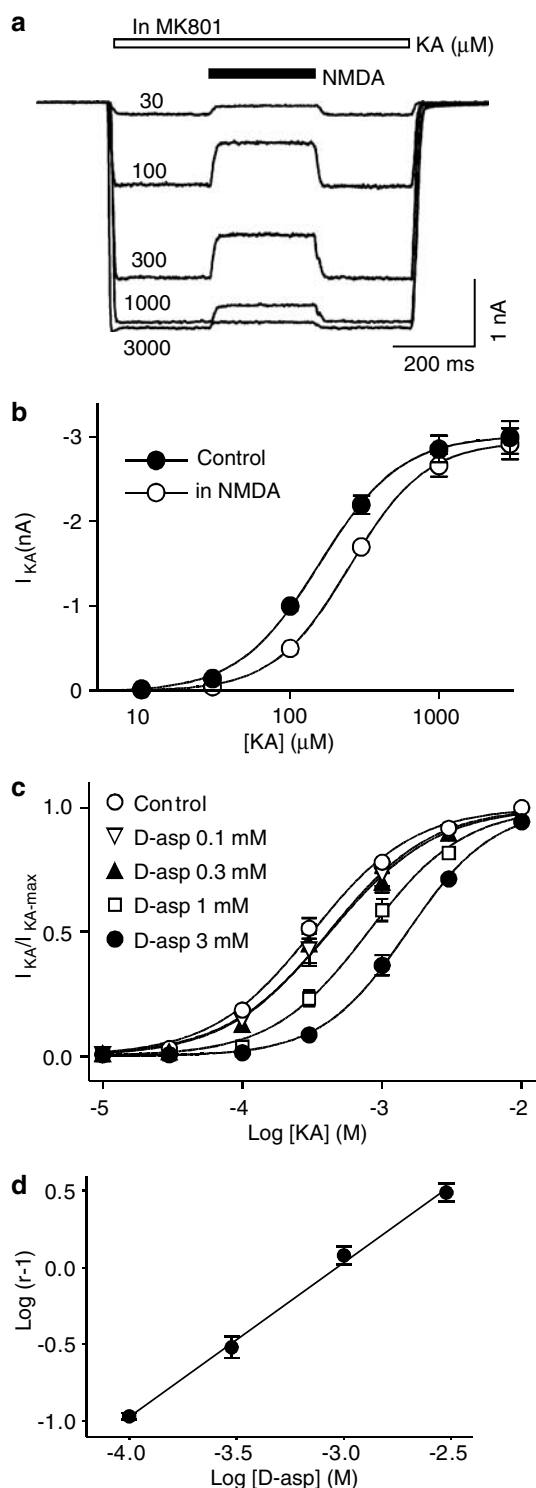 a
In MK801
KA (μM)
NMDA
30
100
300
1000
3000
1 nA
200 ms
b
-3
-2
-1
0
I KA(nA)
Control
in NMDA
10
100
1000
[KA] (μM)
c
1.0
0.5
0.0
I KA/I KA-max
Control
D-asp 0.1 mM
D-asp 0.3 mM
D-asp 1 mM
D-asp 3 mM
-5
-4
-3
-2
Log [KA] (M)
d
0.5
0.0
-0.5
-1.0
Log (r-1)
-4.0
-3.5
-3.0
-2.5
Log [D-asp] (M)